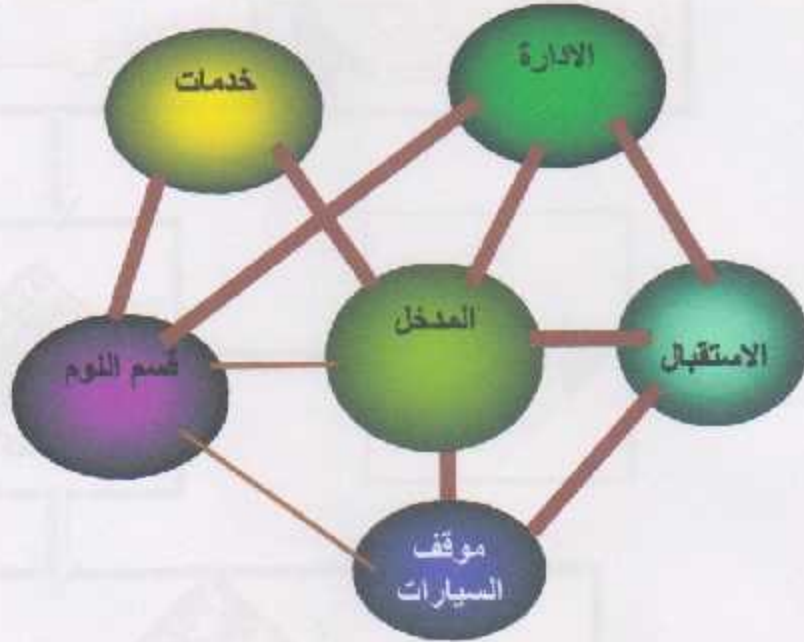 الادارة
خدمات
المدخل
الاستقبال
قسم النوم
موقف
السيارات